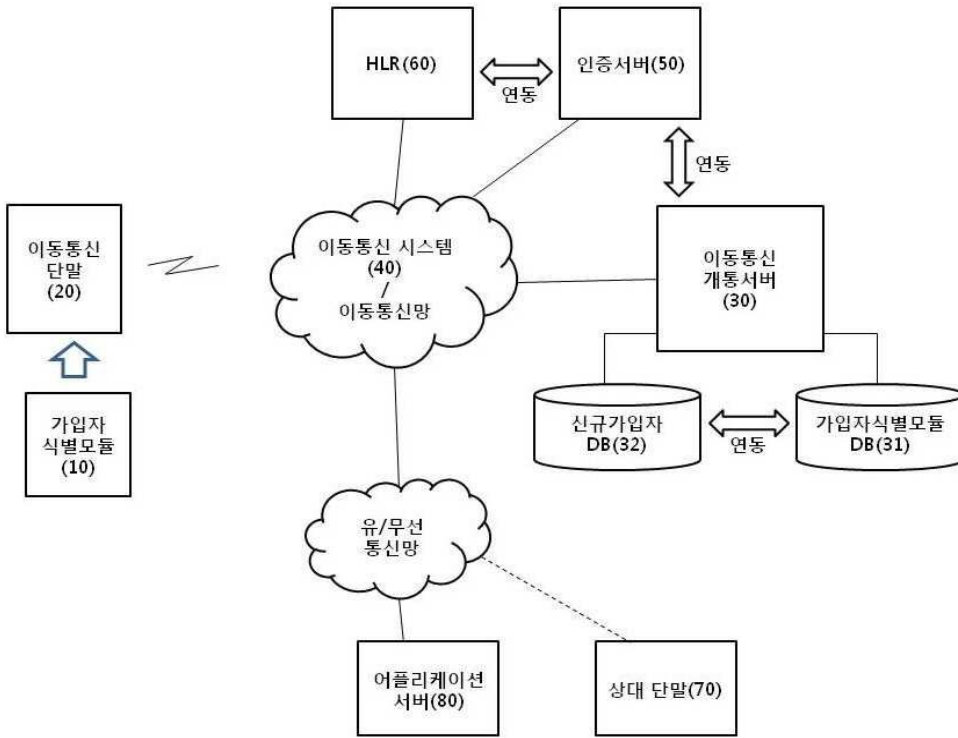 HLR(60)
연동
인증서버(50)
연동
이동통신
단말
(20)
이동통신 시스템
(40)
/
이동통신망
이동통신
개통서버
(30)
가입자
식별모듈
(10)
신규가입자
DB(32)
연동
가입자식별모듈
DB(31)
유/무선
통신망
어플리케이션
서버(80)
상대 단말(70)